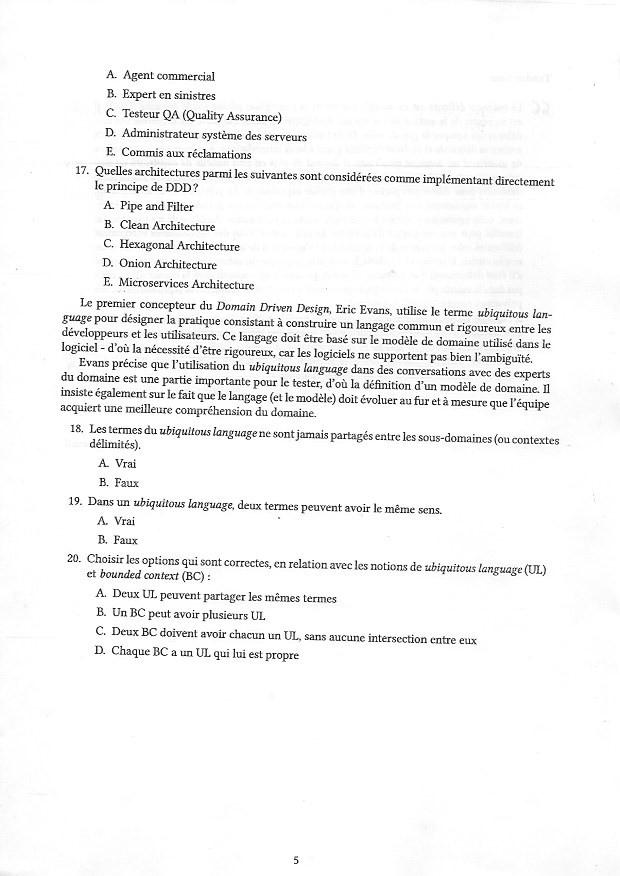 A. Agent commercial
B. Expert en sinistres
C. Testeur QA (Quality Assurance)
D. Administrateur système des serveurs
E. Commis aux réclamations
17. Quelles architectures parmi les suivantes sont considérées comme implémentant directement
le principe de DDD?
A. Pipe and Filter
B. Clean Architecture
C. Hexagonal Architecture
D. Onion Architecture
E. Microservices Architecture
Le premier concepteur du Domain Driven Design, Eric Evans, utilise le terme ubiquitous lan-
guage pour désigner la pratique consistant à construire un langage commun et rigoureux entre les
développeurs et les utilisateurs. Ce langage doit être basé sur le modèle de domaine utilisé dans le
logiciel - d'où la nécessité d'être rigoureux, car les logiciels ne supportent pas bien l'ambiguïté.
Evans précise que l'utilisation du ubiquitous language dans des conversations avec des experts
du domaine est une partie importante pour le tester, d'où la définition d'un modèle de domaine. Il
insiste également sur le fait que le langage (et le modèle) doit évoluer au fur et à mesure que l'équipe
acquiert une meilleure compréhension du domaine.
18. Les termes du ubiquitous language ne sont jamais partagés entre les sous-domaines (ou contextes
délimités).
A. Vrai
B. Faux
19. Dans un ubiquitous language, deux termes peuvent avoir le même sens.
A. Vrai
B. Faux
20. Choisir les options qui sont correctes, en relation avec les notions de ubiquitous language (UL)
et bounded context (BC) :
A. Deux UL peuvent partager les mêmes termes
B. Un BC peut avoir plusieurs UL
C. Deux BC doivent avoir chacun un UL, sans aucune intersection entre eux
D. Chaque BC a un UL qui lui est propre
5